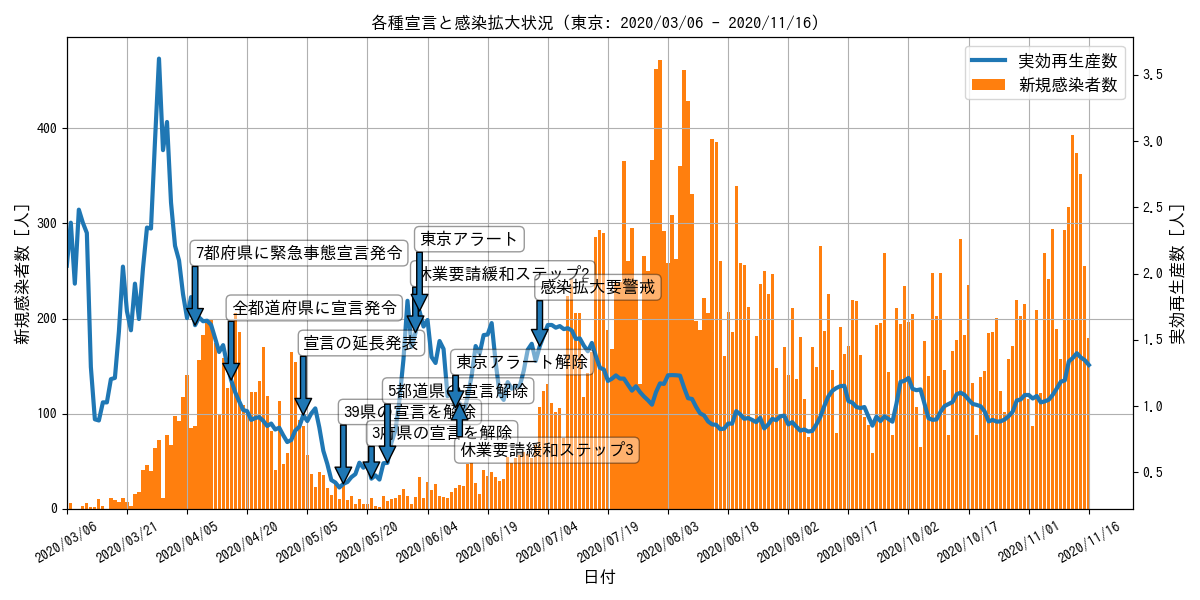 各種宣言と感染拡大状況 (東京: 2020/03/06 - 2020/11/16)
実効再生産数
新規感染者数
新規感染者数 [人]
400
300
200
100
0
3.5
3.0
2.5
2.0
1.5
1.0
0.5
実効再生産数 [人]
東京アラート
7都府県に緊急事態宣言発令
休業要請緩和ステップ2
感染拡大要警戒
全都道府県に宣言発令
宣言の延長発表
東京アラート解除
5都道県の宣言解除
39県の宣言を解除
3府県の宣言を解除
休業要請緩和ステップ3
2020/03/06
2020/03/21
2020/04/05
2020/04/20
2020/05/05
2020/05/20
2020/06/04
2020/06/19
2020/07/04
2020/07/19
2020/08/03
2020/08/18
2020/09/02
2020/09/17
2020/10/02
2020/10/17
2020/11/01
2020/11/16
日付